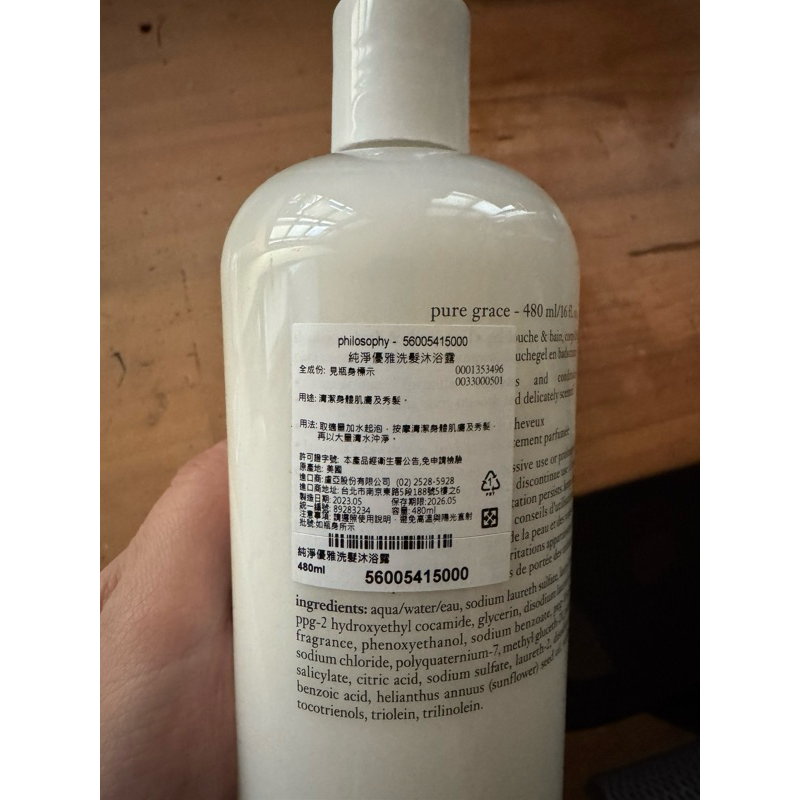 pure grace - 480 ml/16 fl.
philosophy - 56005415000
純淨優雅洗髮沐浴露
全成份: 見瓶身標示
0001353496
0033000501
用途: 清潔身體肌膚及秀髮。
用法: 取適量加水起泡，按摩清潔身體肌膚及秀髮，
再以大量清水沖淨。
許可證字號: 本產品經衛生署公告,免申請檢驗
原產地: 美國
進口商: 盧亞股份有限公司 (02) 2528-5928
進口商地址: 台北市南京東路5段188號5樓之6
製造日期: 2023.05 保存期限: 2026.05
統一編號: 89283234 容量: 480ml
注意事項: 請遵照使用說明，避免高溫與陽光直射
批號: 如瓶身所示
1
PET
純淨優雅洗髮沐浴露
480ml 56005415000
& bain,
and
delicately
cheveux
parfumée
use or
discontinue use
persists,
conseils d'
de la peau et des
irritations
de portée des
ingredients: aqua/water/eau, sodium laureth sulfate,
ppg-2 hydroxyethyl cocamide, glycerin, disodium
fragrance, phenoxyethanol, sodium benzoate,
sodium chloride, polyquaternium-7, methyl gluceth-20,
salicylate, citric acid, sodium sulfate, laureth-2,
benzoic acid, helianthus annuus (sunflower) seed
tocotrienols, triolein, trilinolein.